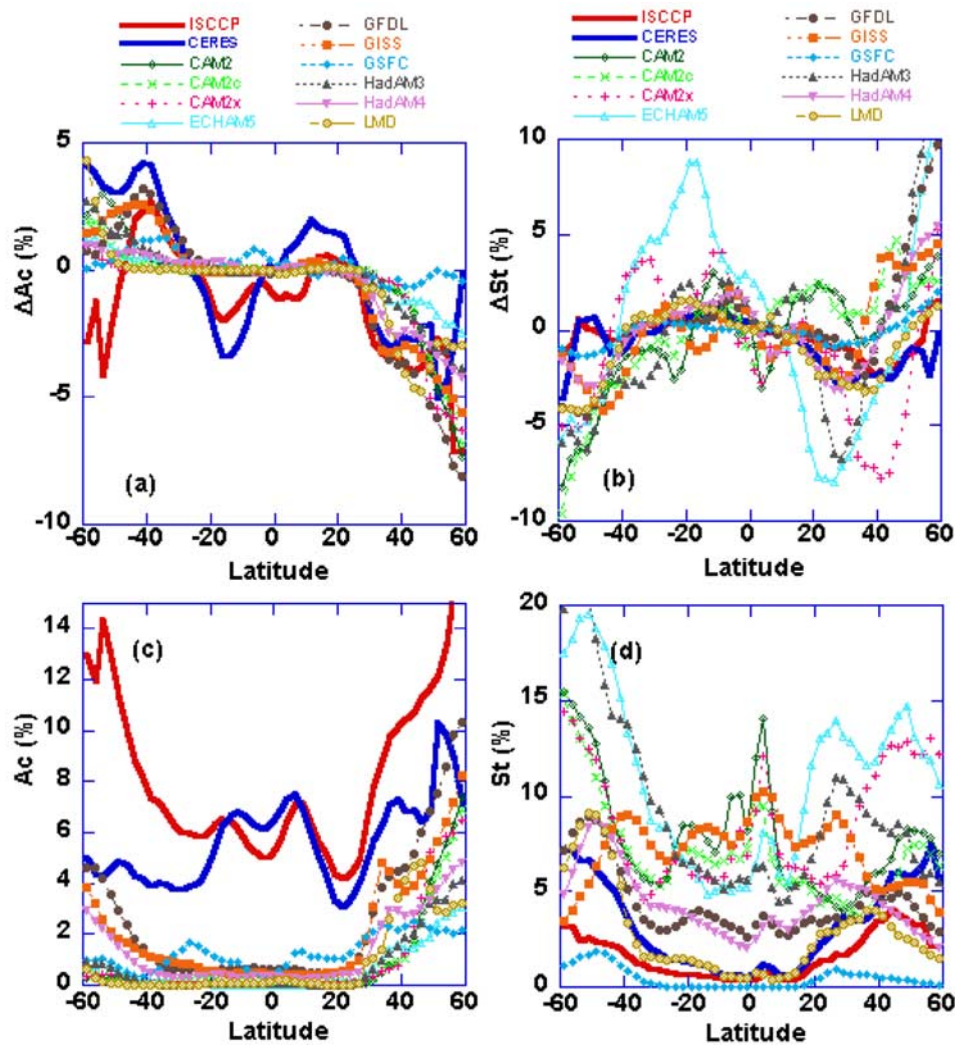 ISCCP
CERES
CAM2
CAM2c
CAM2x
ECHAM5
GFDL
GISS
GSFC
HadAM3
HadAM4
LMD
5
0
-5
-10
ΔAc (%)
(a)
-60 -40 -20 0 20 40 60
Latitude
ISCCP
CERES
CAM2
CAM2c
CAM2x
ECHAM5
GFDL
GISS
GSFC
HadAM3
HadAM4
LMD
10
5
0
-5
-10
ΔSt (%)
(b)
-60 -40 -20 0 20 40 60
Latitude
14
12
10
8
6
4
2
0
Ac (%)
(c)
-60 -40 -20 0 20 40 60
Latitude
20
15
10
5
0
St (%)
(d)
-60 -40 -20 0 20 40 60
Latitude